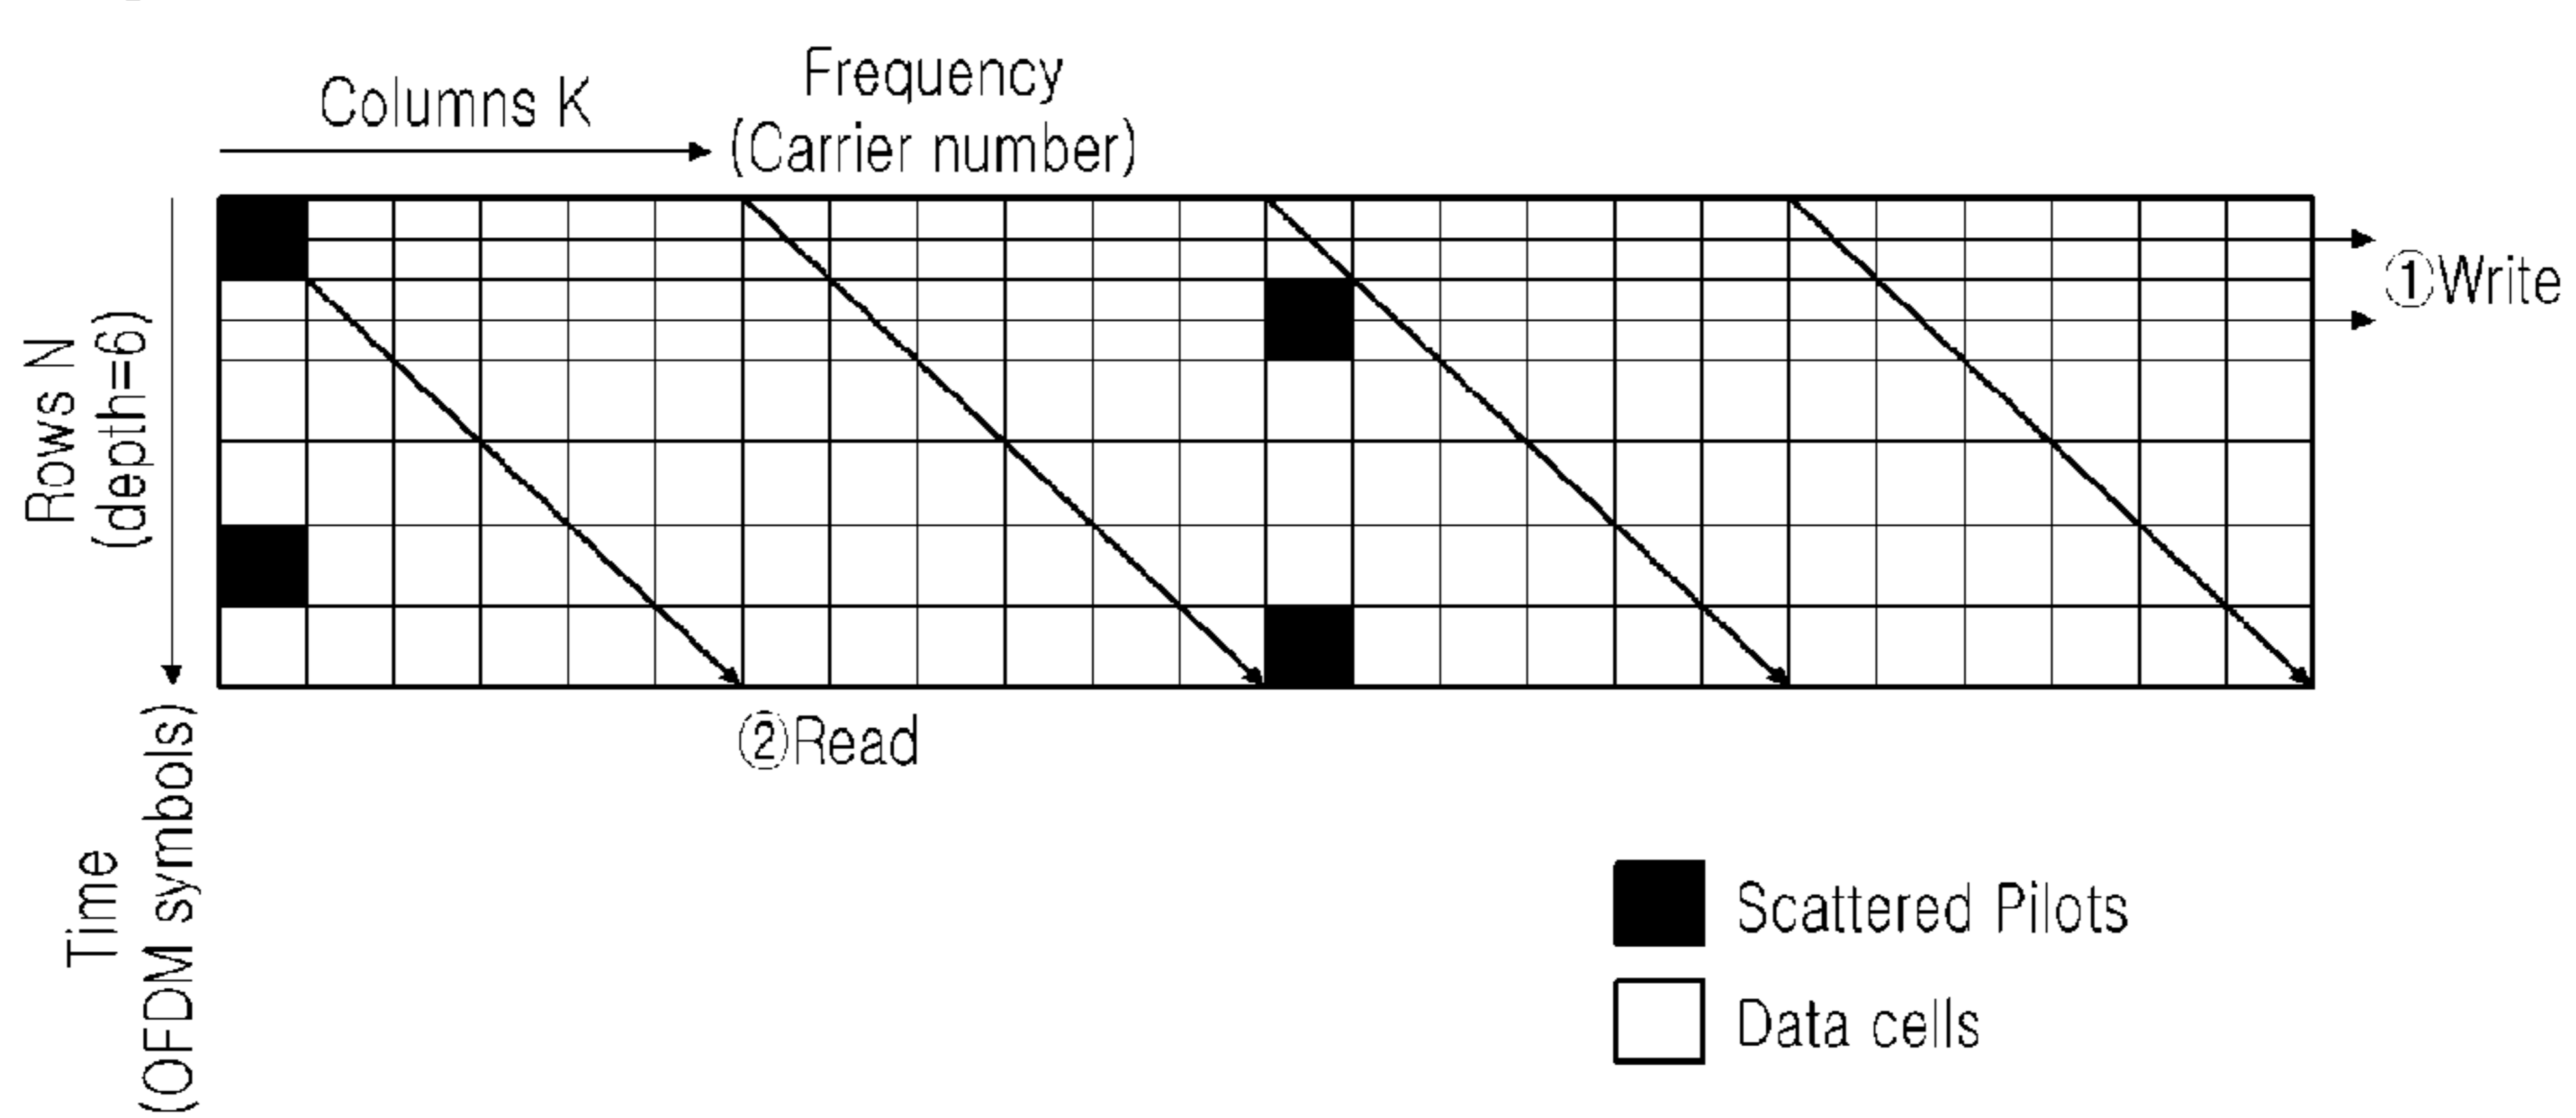 Columns K
Frequency
(Carrier number)
①Write
Rows N
(depth=6)
②Read
Time
(OFDM symbols)
Scattered Pilots
Data cells